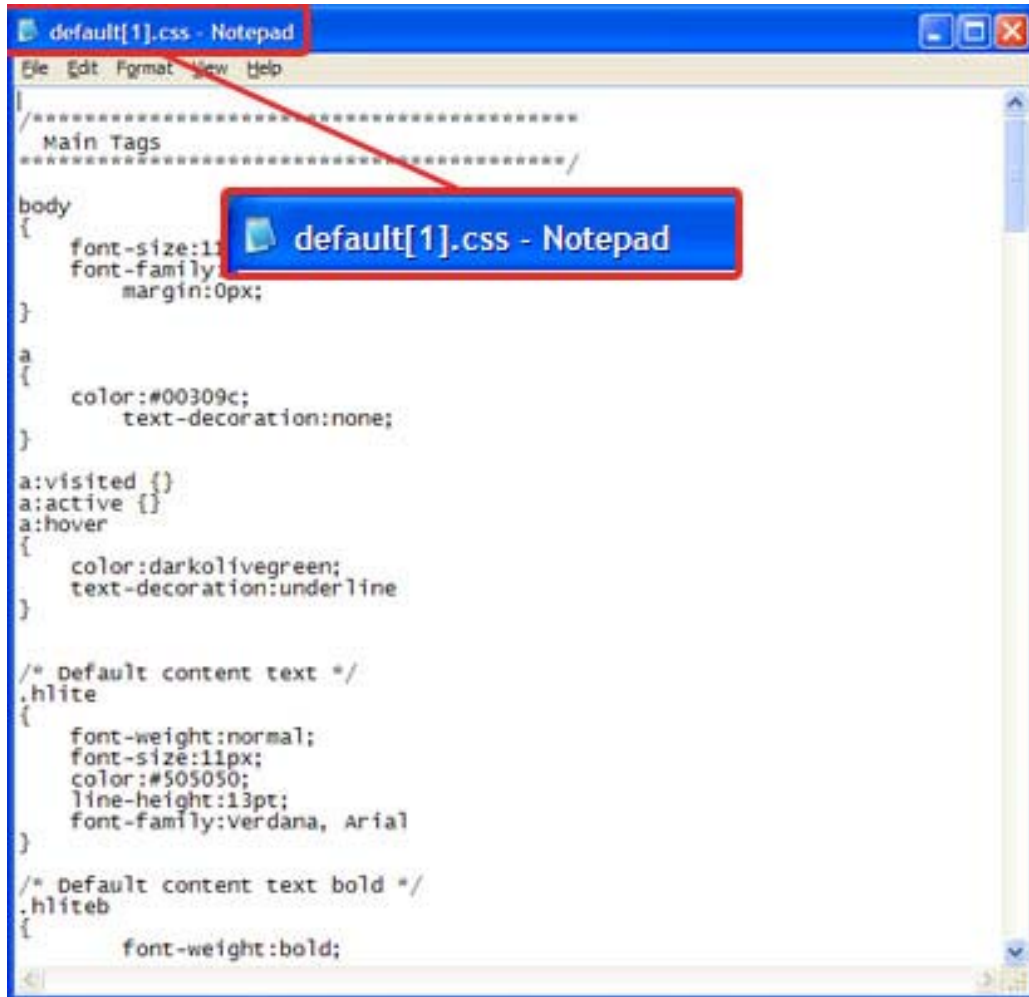 default[1].css - Notepad
File Edit Format View Help
/******************************************
Main Tags
******************************************/
body
{
font-size:11
default[1].css - Notepad
font-family:
margin:0px;
}
a
{
color:#00309c;
text-decoration:none;
}
a:visited {}
a:active {}
a:hover
{
color:darkolivegreen;
text-decoration:underline
}
/* Default content text */
.hlite
{
font-weight:normal;
font-size:11px;
color:#505050;
line-height:13pt;
font-family:Verdana, Arial
}
/* Default content text bold */
.hliteb
{
font-weight:bold;